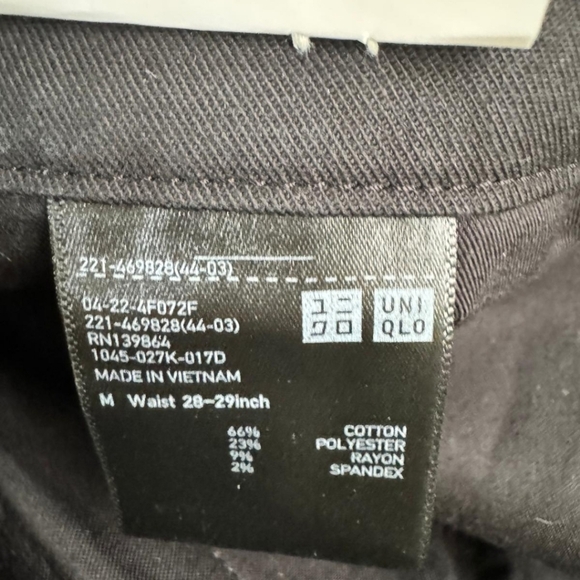 221-469828(44-03)
04-22-4F072F
221-469828(44-03)
RN139864
1045-027K-017D
MADE IN VIETNAM
M Waist 28-29inch
ユニ
クロ
UNI
QLO
66% COTTON
23% POLYESTER
9% RAYON
2% SPANDEX